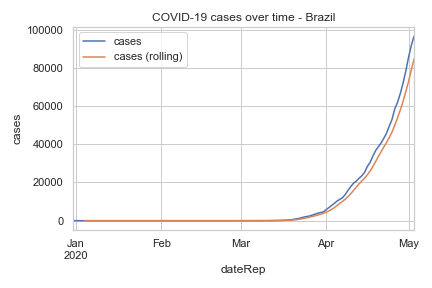 COVID-19 cases over time - Brazil
cases
cases (rolling)
100000
80000
60000
40000
20000
0
cases
Jan Feb Mar Apr May
2020
dateRep